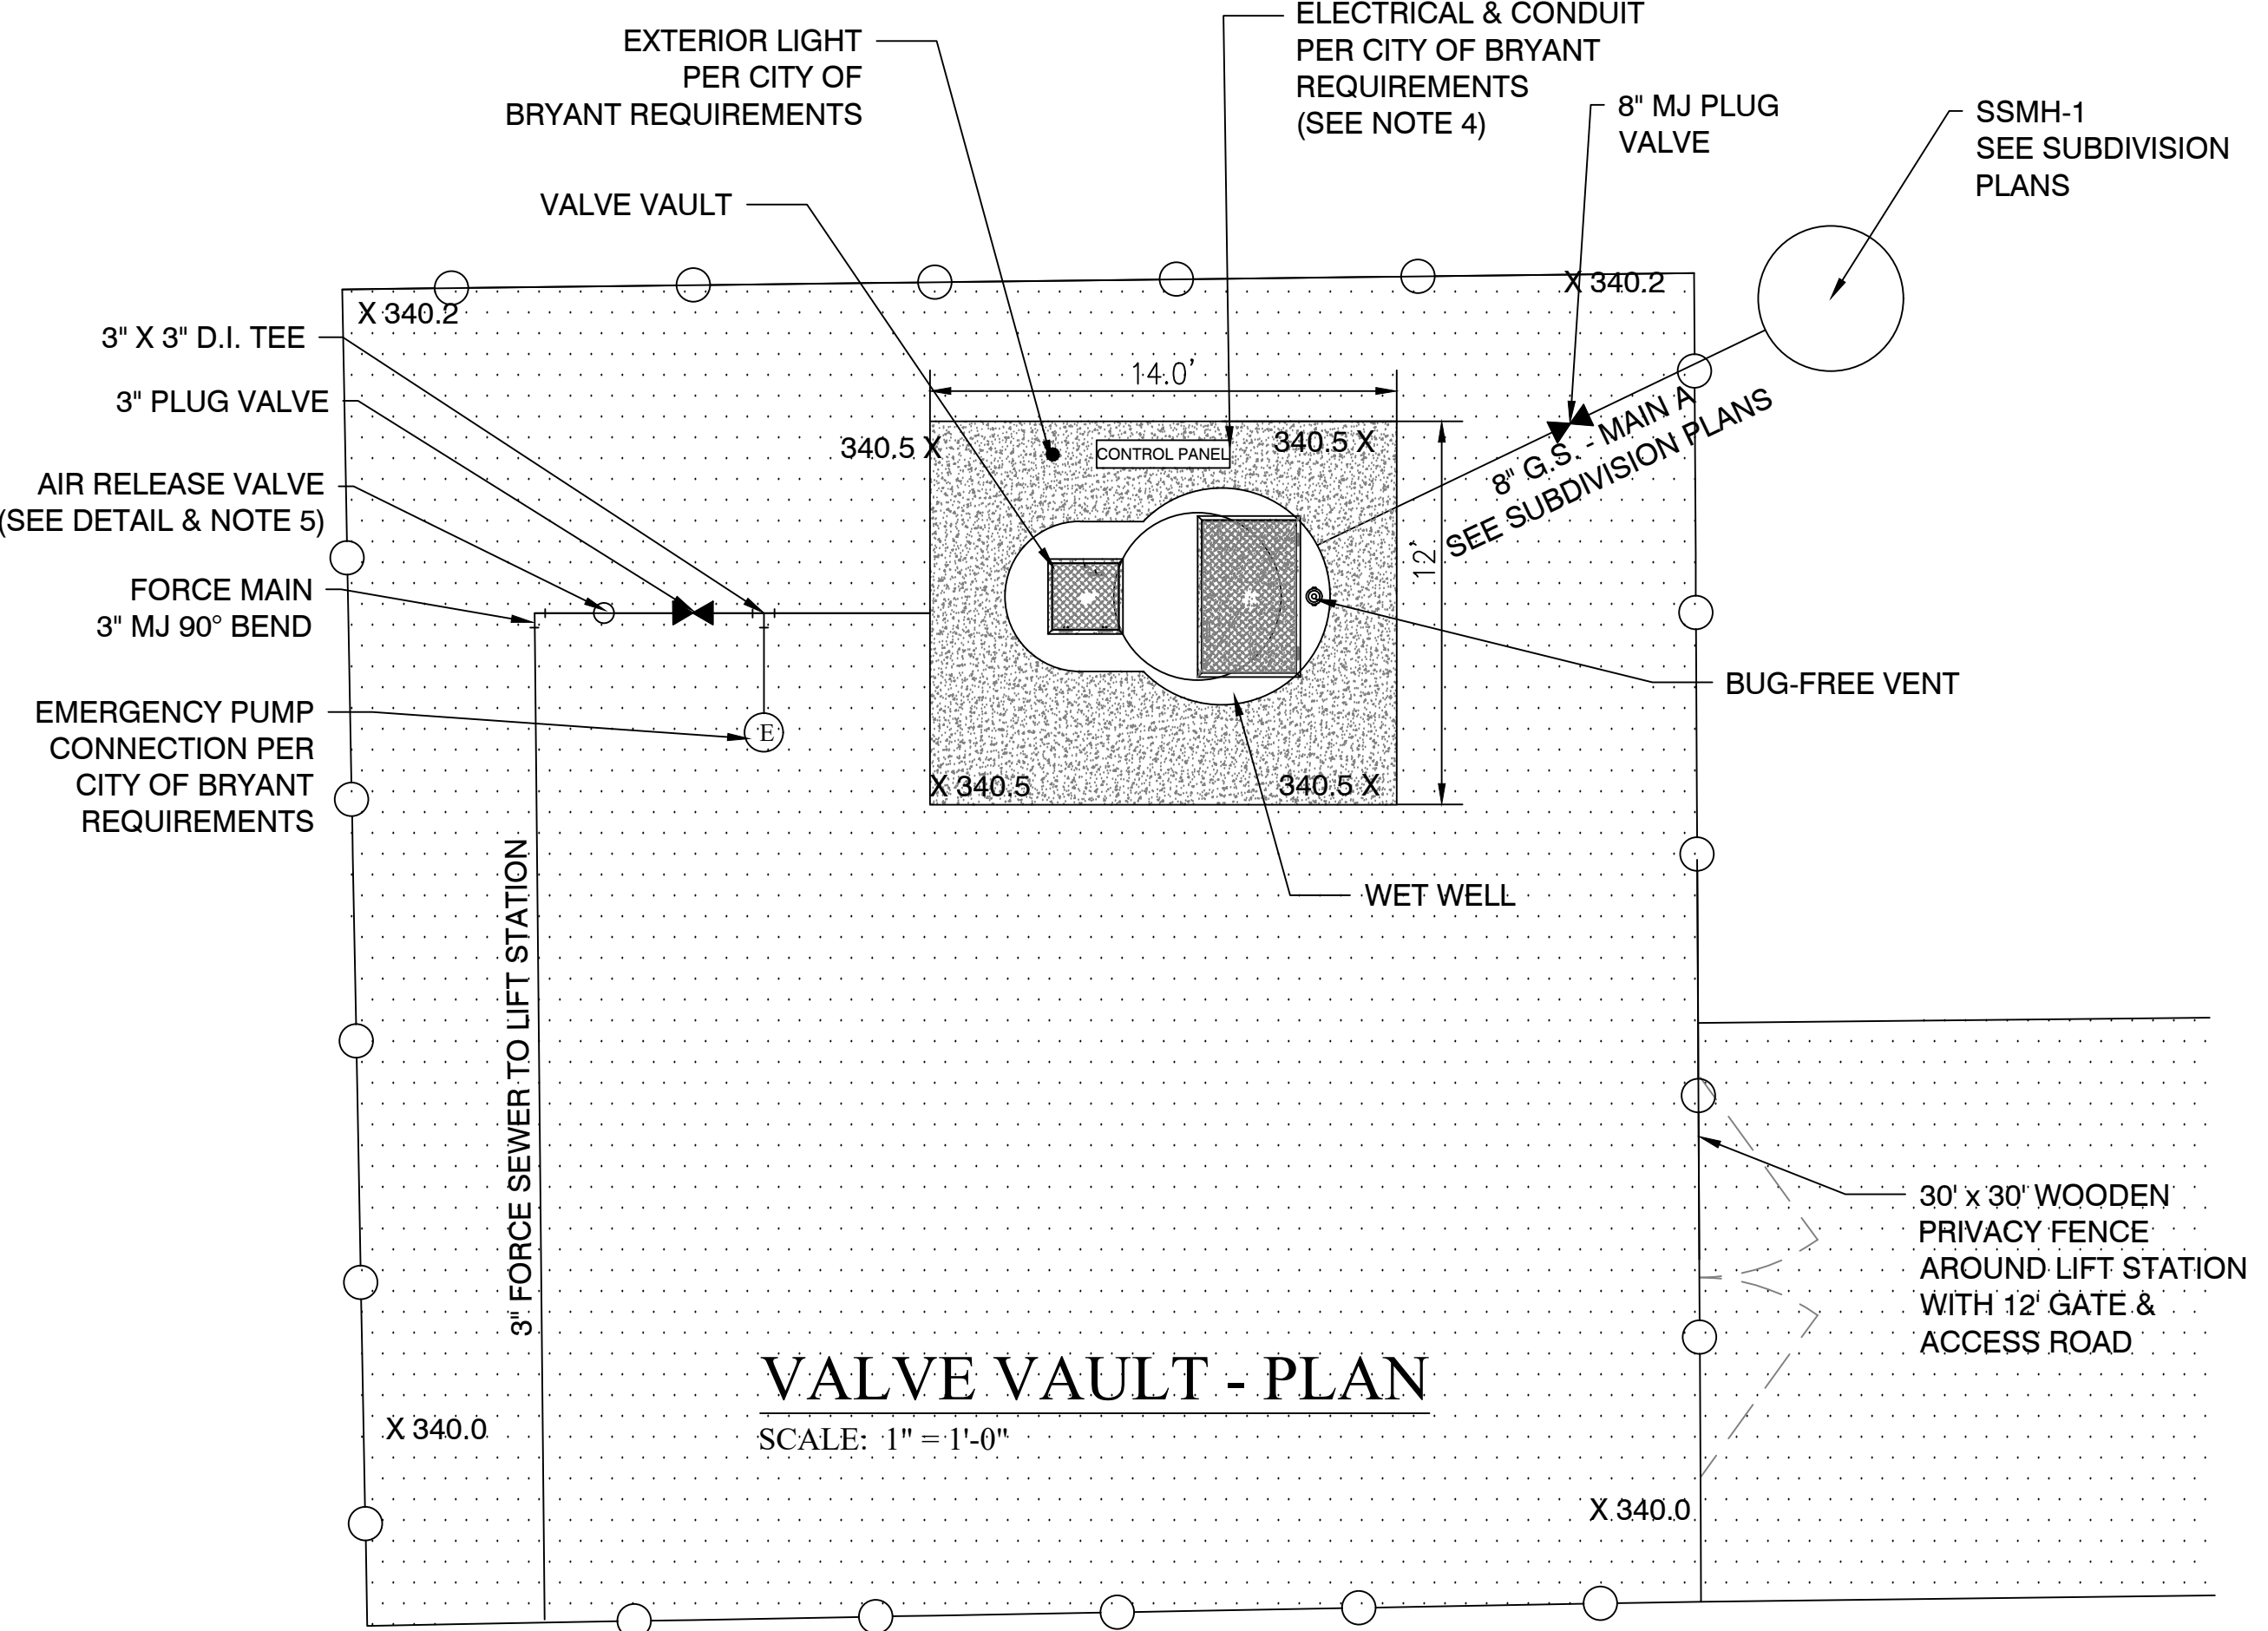 ELECTRICAL & CONDUIT
PER CITY OF BRYANT
REQUIREMENTS
(SEE NOTE 4)
EXTERIOR LIGHT
PER CITY OF
BRYANT REQUIREMENTS
8" MJ PLUG
VALVE
SSMH-1
SEE SUBDIVISION
PLANS
VALVE VAULT
X 340.2
X 340.2
3" X 3" D.I. TEE
3" PLUG VALVE
AIR RELEASE VALVE
(SEE DETAIL & NOTE 5)
FORCE MAIN
3" MJ 90° BEND
EMERGENCY PUMP
CONNECTION PER
CITY OF BRYANT
REQUIREMENTS
E
14.0'
340.5 X
CONTROL PANEL
340.5 X
12'
8" G.S. - MAIN A
SEE SUBDIVISION PLANS
BUG-FREE VENT
X 340.5
340.5 X
WET WELL
3" FORCE SEWER TO LIFT STATION
30' x 30' WOODEN
PRIVACY FENCE
AROUND LIFT STATION
WITH 12' GATE &
ACCESS ROAD
VALVE VAULT - PLAN
SCALE: 1" = 1'-0"
X 340.0
X 340.0